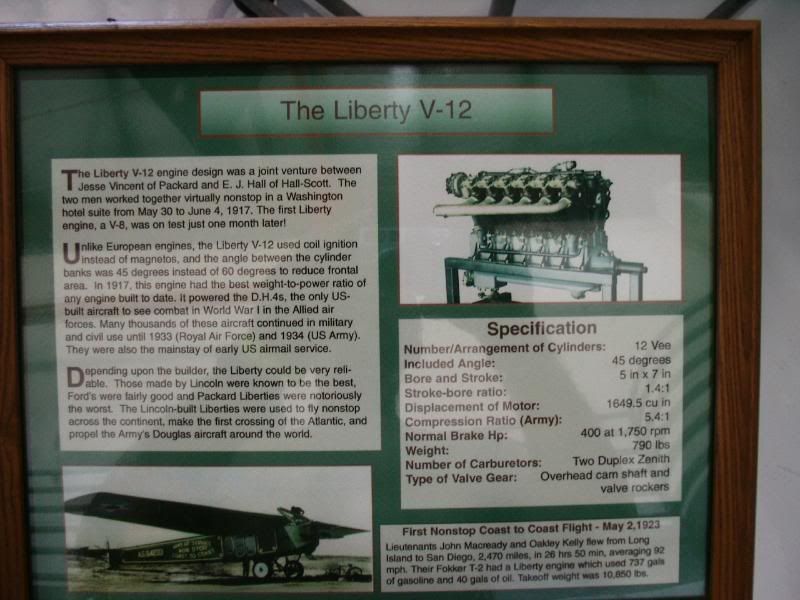 The Liberty V-12
The Liberty V-12 engine design was a joint venture between
Jesse Vincent of Packard and E. J. Hall of Hall-Scott. The
two men worked together virtually nonstop in a Washington
hotel suite from May 30 to June 4, 1917. The first Liberty
engine, a V-8, was on test just one month later!
Unlike European engines, the Liberty V-12 used coil ignition
instead of magnetos, and the angle between the cylinder
banks was 45 degrees instead of 60 degrees to reduce frontal
area. In 1917, this engine had the best weight-to-power ratio of
any engine built to date. It powered the D.H.4s, the only US-
built aircraft to see combat in World War I in the Allied air
forces. Many thousands of these aircraft continued in military
and civil use until 1933 (Royal Air Force) and 1934 (US Army).
They were also the mainstay of early US airmail service.
Depending upon the builder, the Liberty could be very reli-
able. Those made by Lincoln were known to be the best,
Ford's were fairly good and Packard Liberties were notoriously
the worst. The Lincoln-built Liberties were used to fly nonstop
across the continent, make the first crossing of the Atlantic, and
propel the Army's Douglas aircraft around the world.
Specification
Number/Arrangement of Cylinders: 12 Vee
Included Angle: 45 degrees
Bore and Stroke: 5 in x 7 in
Stroke-bore ratio: 1.4:1
Displacement of Motor: 1649.5 cu in
Compression Ratio (Army): 5.4:1
Normal Brake Hp: 400 at 1,750 rpm
Weight: 790 lbs
Number of Carburetors: Two Duplex Zenith
Type of Valve Gear: Overhead cam shaft and
valve rockers
First Nonstop Coast to Coast Flight - May 2,1923
Lieutenants John Macready and Oakley Kelly flew from Long
Island to San Diego, 2,470 miles, in 26 hrs 50 min, averaging 92
mph. Their Fokker T-2 had a Liberty engine which used 737 gals
of gasoline and 40 gals of oil. Takeoff weight was 10,850 lbs.